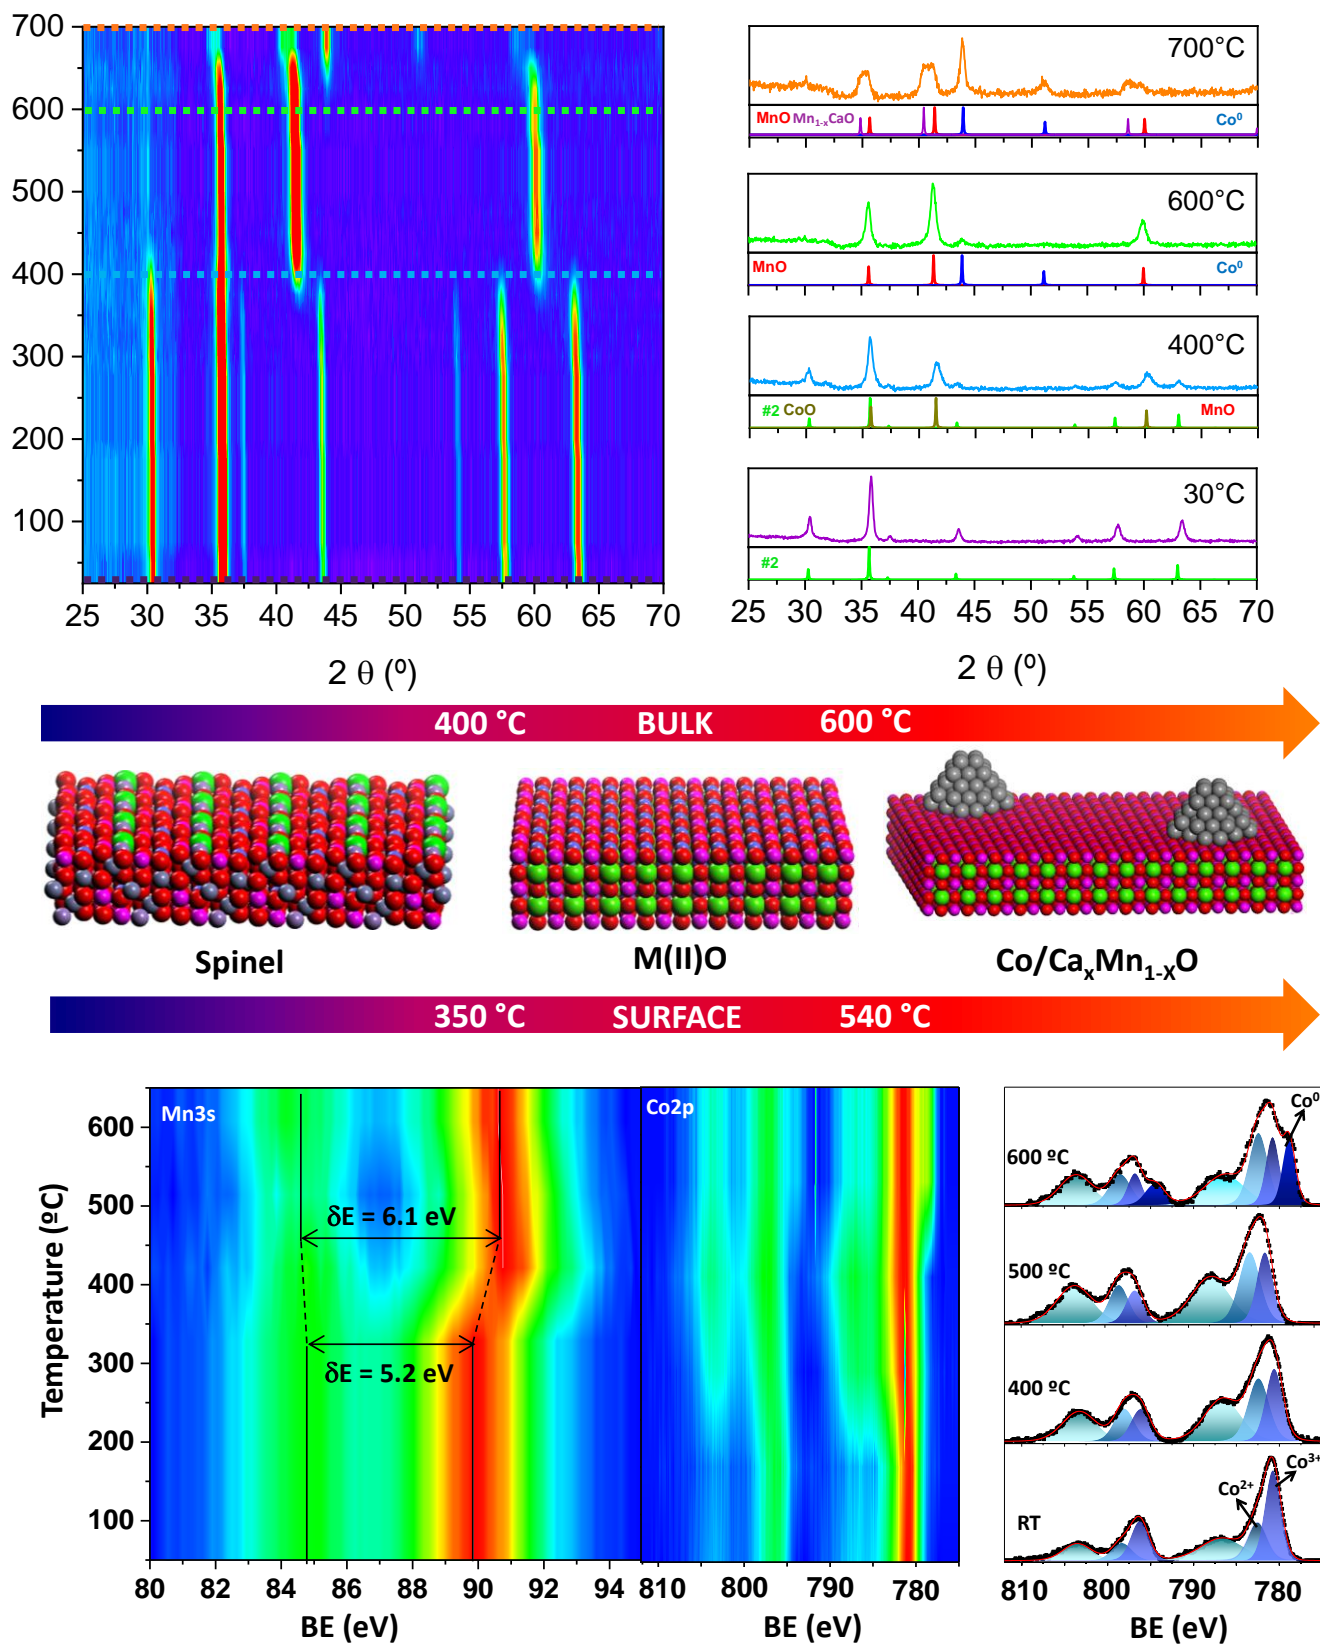 700
600
500
400
300
200
100
25 30 35 40 45 50 55 60 65 70
2 θ (º)
700°C
MnO Mn1-xCaO Co0
600°C
MnO Co0
400°C
#2 CoO MnO
30°C
#2
25 30 35 40 45 50 55 60 65 70
2 θ (º)
400 °C BULK 600 °C
Spinel M(II)O Co/CaxMn1-XO
350 °C SURFACE 540 °C
Temperature (ºC)
600
500
400
300
200
100
Mn3s
δE = 6.1 eV
δE = 5.2 eV
80 82 84 86 88 90 92 94
BE (eV)
Co2p
810 800 790 780
BE (eV)
Co0
600 ºC
500 ºC
400 ºC
Co3+
Co2+
RT
810 800 790 780
BE (eV)